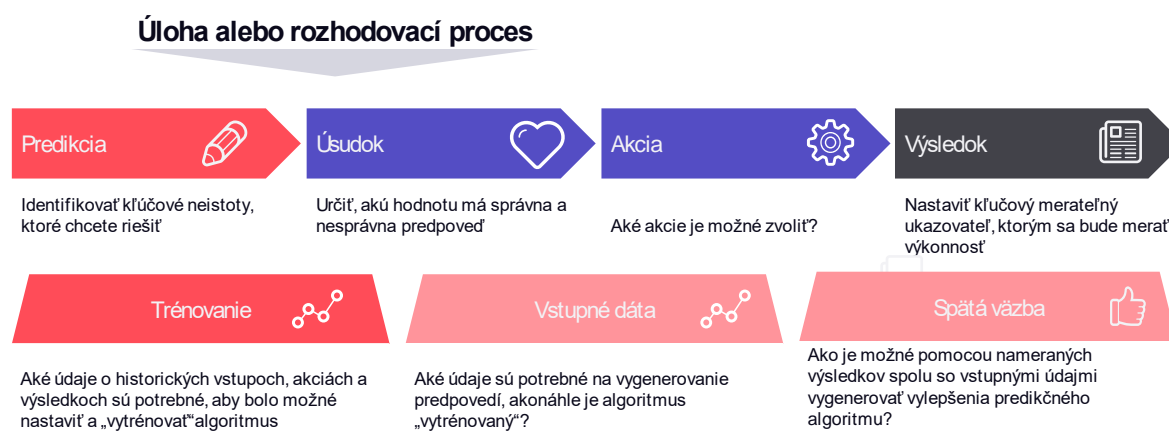 Úloha alebo rozhodovací proces
Predikcia
Úsudok
Akcia
Výsledok
Identifikovať kľúčové neistoty,
ktoré chcete riešiť
Určiť, akú hodnotu má správna a
nesprávna predpoveď
Aké akcie je možné zvoliť?
Nastaviť kľučový merateľný
ukazovateľ, ktorým sa bude merať
výkonnosť
Trénovanie
Vstupné dáta
Spätá väzba
Aké údaje o historických vstupoch, akciách a
výsledkoch sú potrebné, aby bolo možné
nastaviť a „vytrénovať“ algoritmus
Aké údaje sú potrebné na vygenerovanie
predpovedí, akonáhle je algoritmus
„vytrénovaný“?
Ako je možné pomocou nameraných
výsledkov spolu so vstupnými údajmi
vygenerovať vylepšenia predikčného
algoritmu?